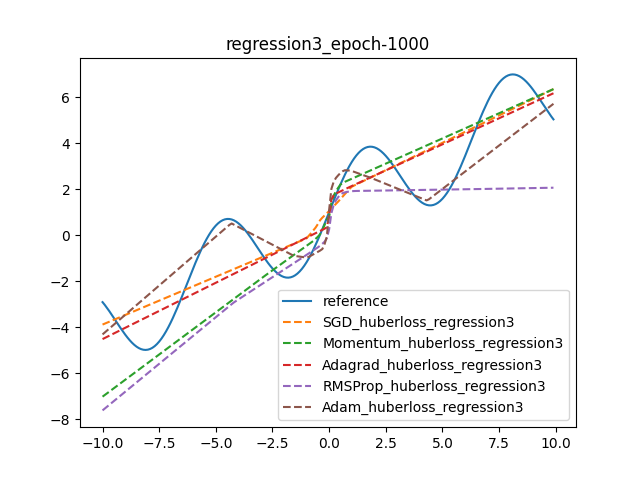 regression3_epoch-1000
6
4
2
0
−2
−4
−6
−8
−10.0 −7.5 −5.0 −2.5 0.0 2.5 5.0 7.5 10.0
reference
SGD_huberloss_regression3
Momentum_huberloss_regression3
Adagrad_huberloss_regression3
RMSProp_huberloss_regression3
Adam_huberloss_regression3